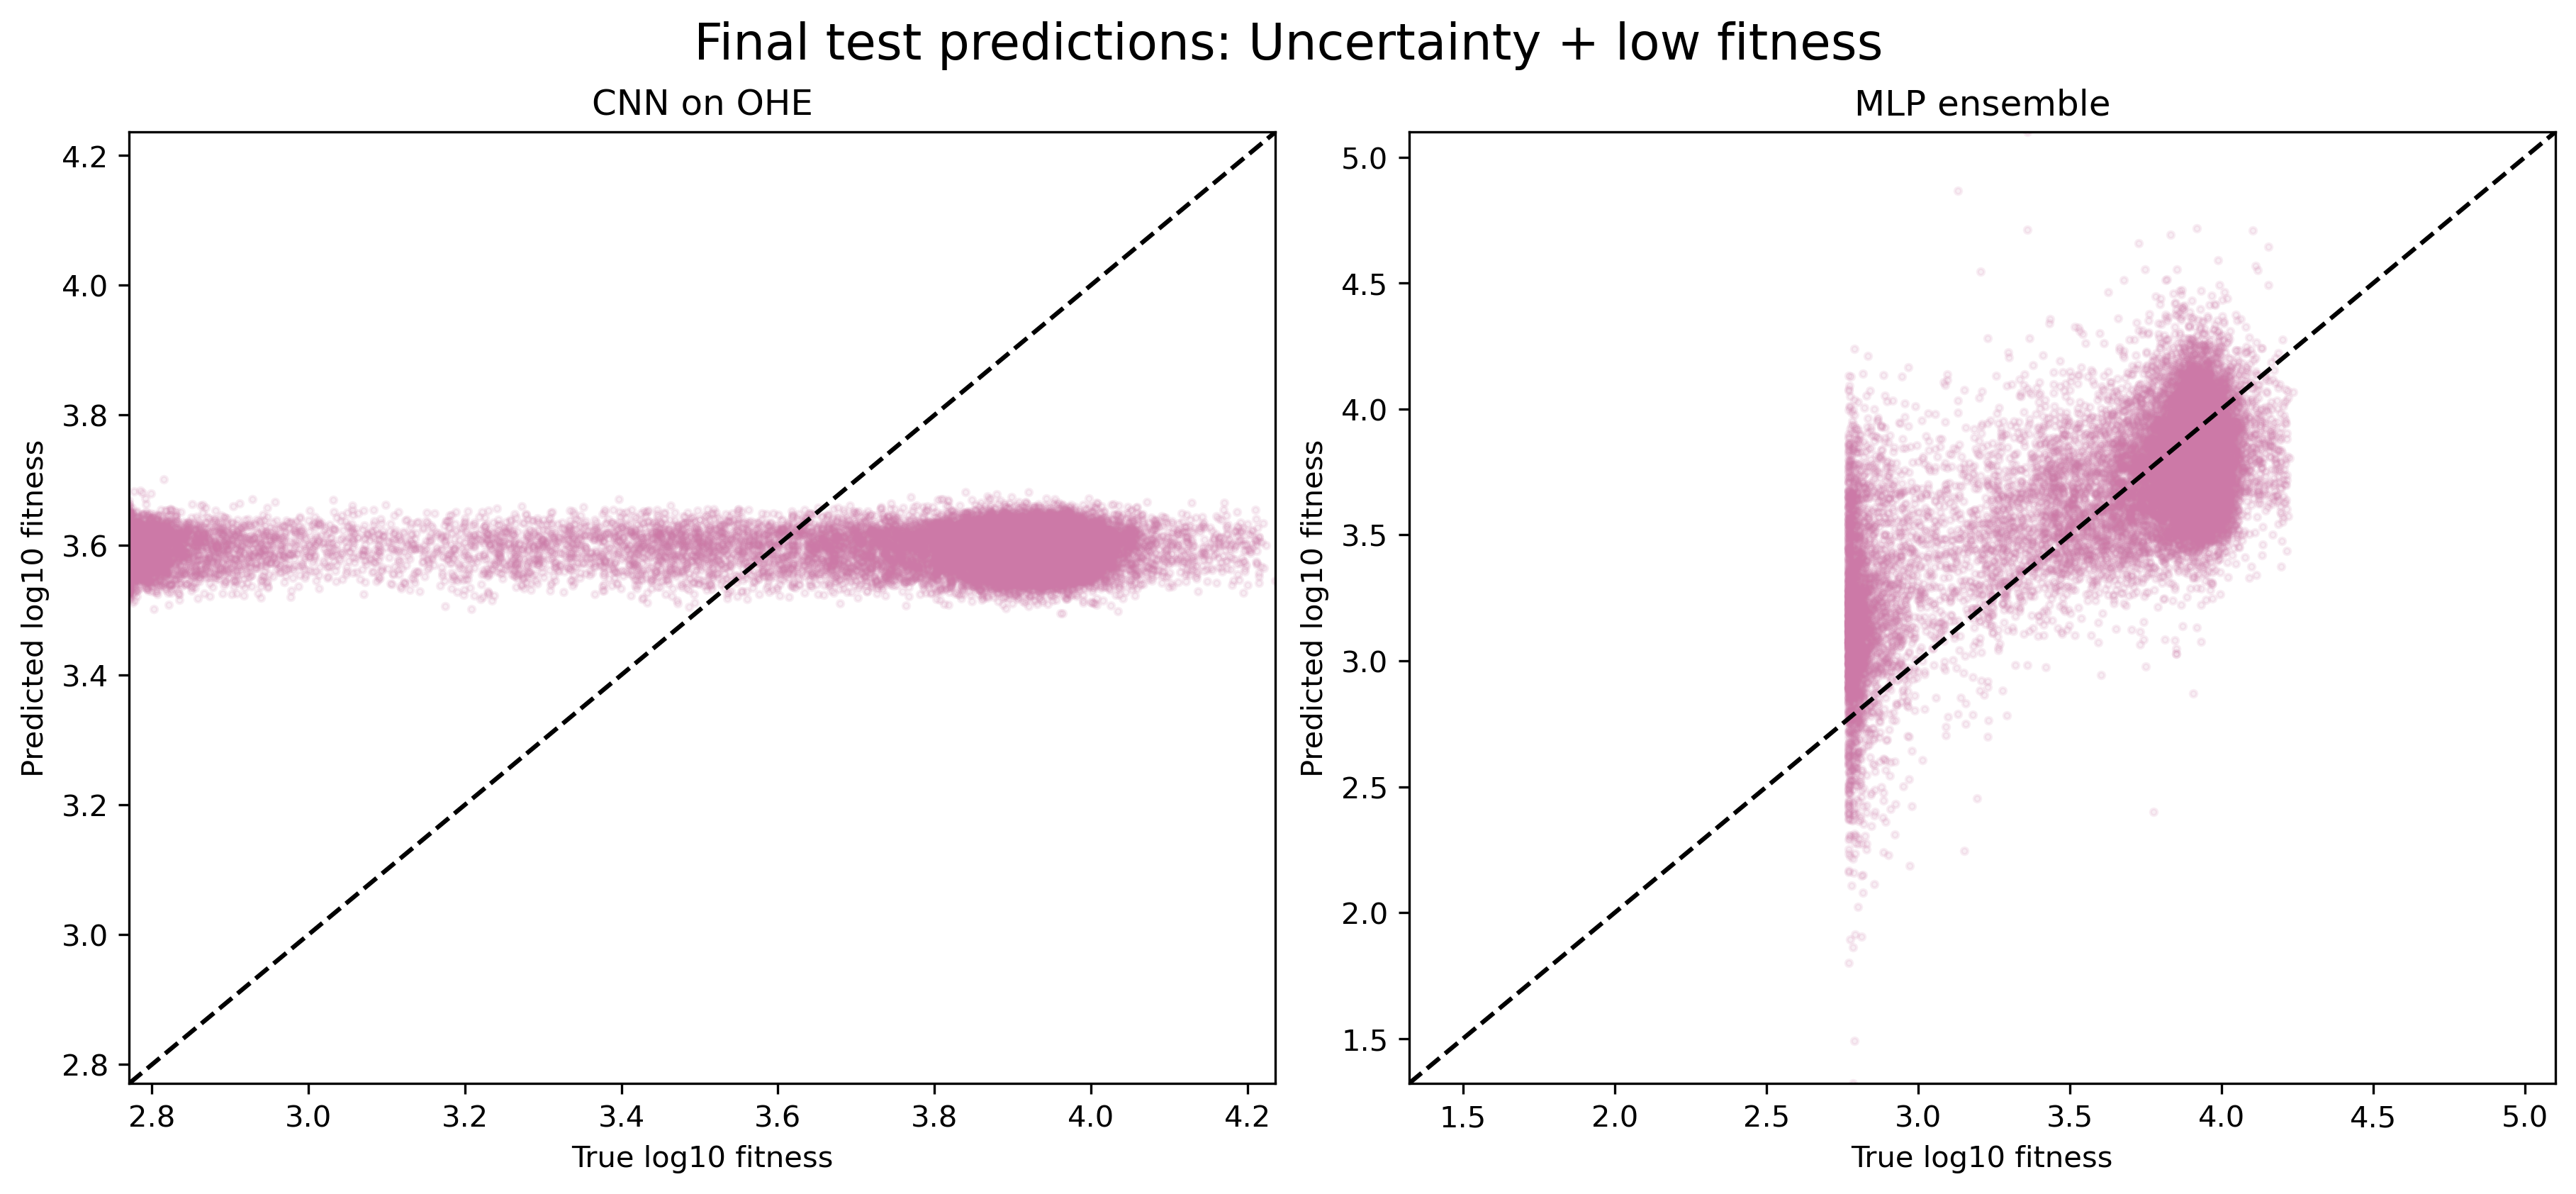 Final test predictions: Uncertainty + low fitness
CNN on OHE
4.2
4.0
3.8
3.6
3.4
3.2
3.0
2.8
Predicted log10 fitness
2.8 3.0 3.2 3.4 3.6 3.8 4.0 4.2
True log10 fitness
MLP ensemble
5.0
4.5
4.0
3.5
3.0
2.5
2.0
1.5
Predicted log10 fitness
1.5 2.0 2.5 3.0 3.5 4.0 4.5 5.0
True log10 fitness